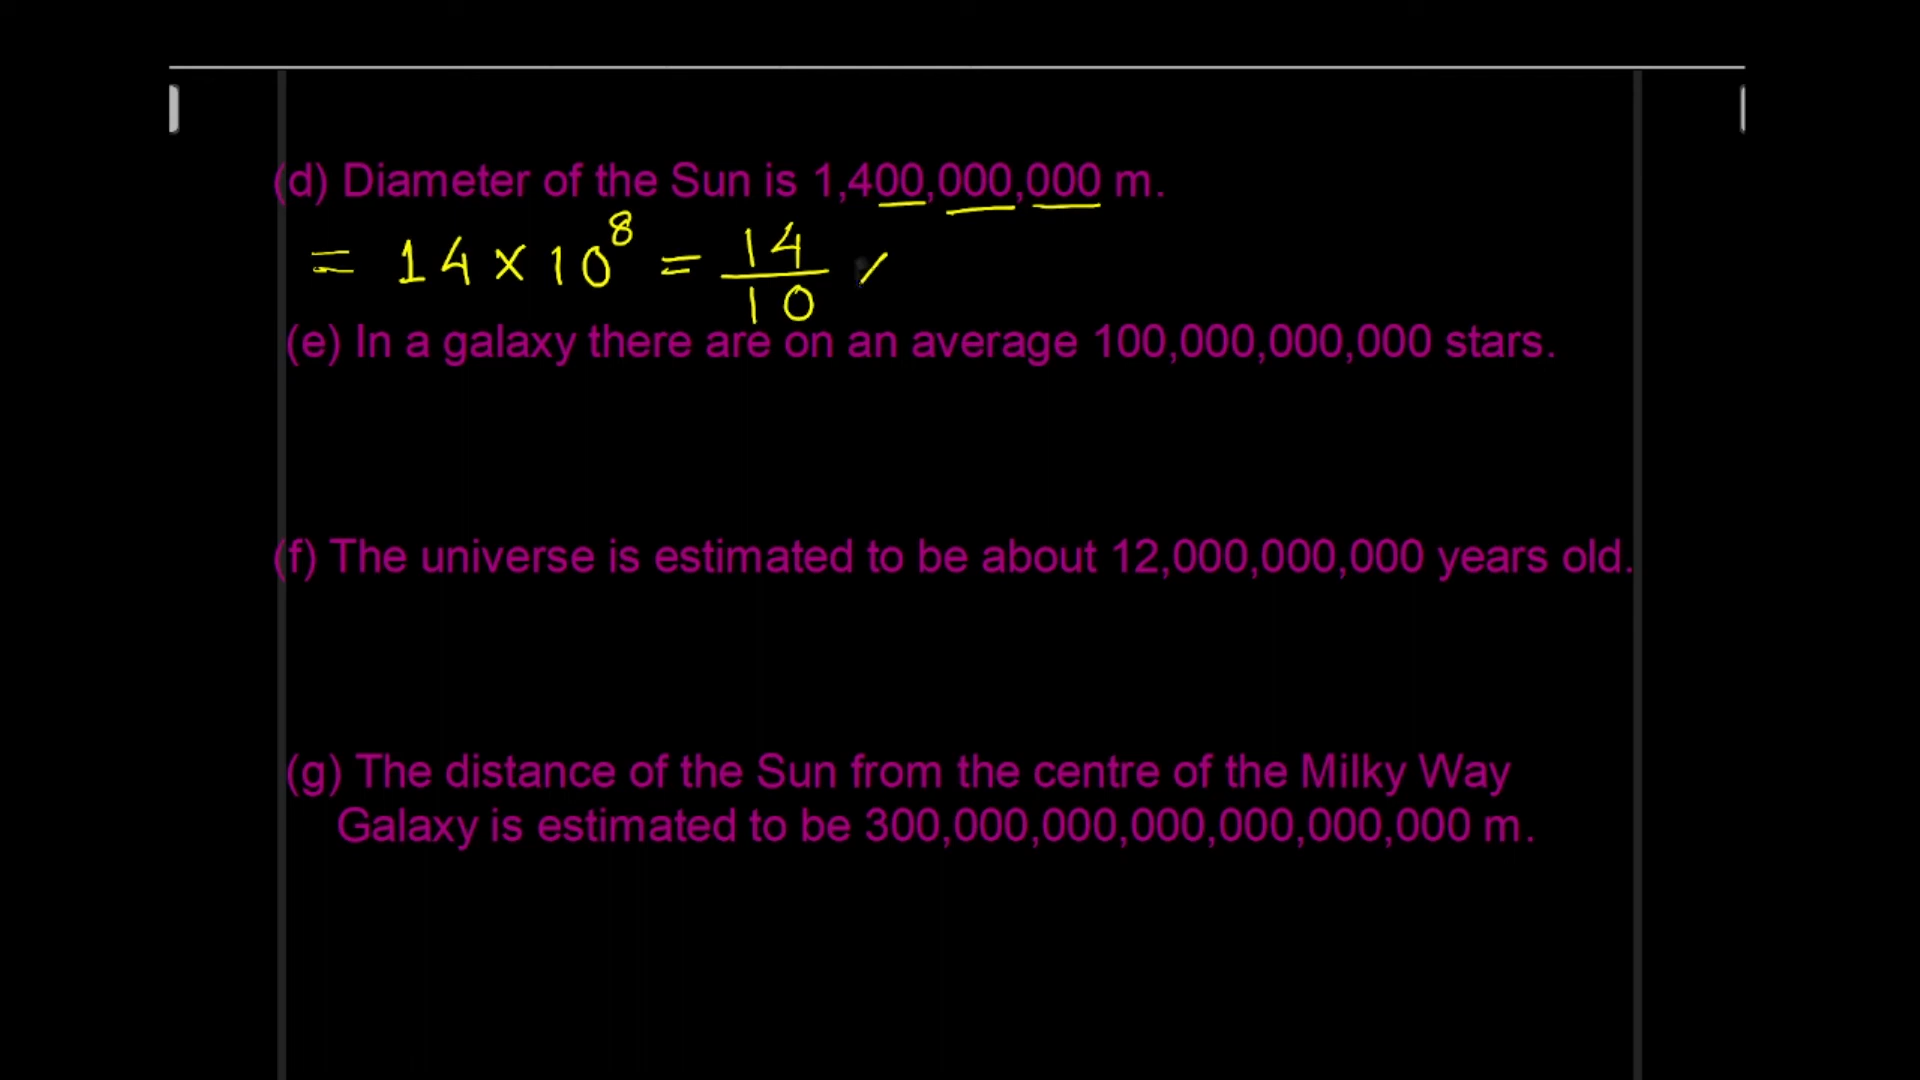 (d) Diameter of the Sun is 1,400,000,000 m.
= 14 × 10⁸ = 14/10
(e) In a galaxy there are on an average 100,000,000,000 stars.
(f) The universe is estimated to be about 12,000,000,000 years old.
(g) The distance of the Sun from the centre of the Milky Way
Galaxy is estimated to be 300,000,000,000,000,000,000 m.